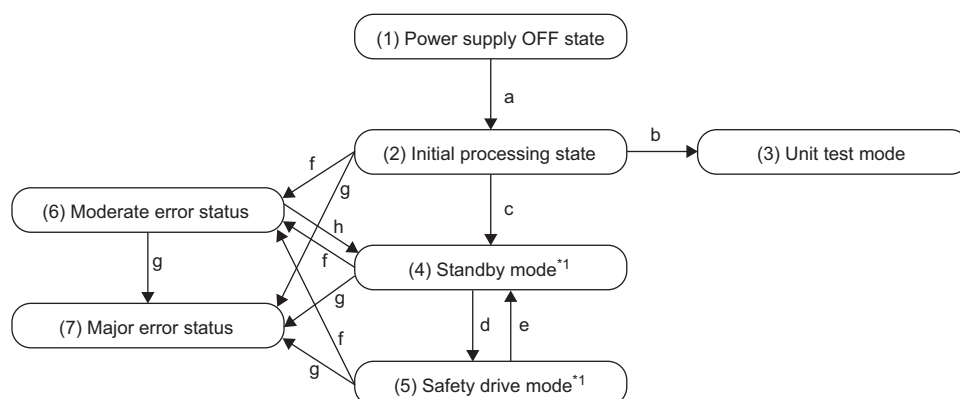 (1) Power supply OFF state
a
(2) Initial processing state
b
(3) Unit test mode
f
g
(6) Moderate error status
h
c
f
(4) Standby mode*1
g
g
(7) Major error status
d
e
f
g
(5) Safety drive mode*1